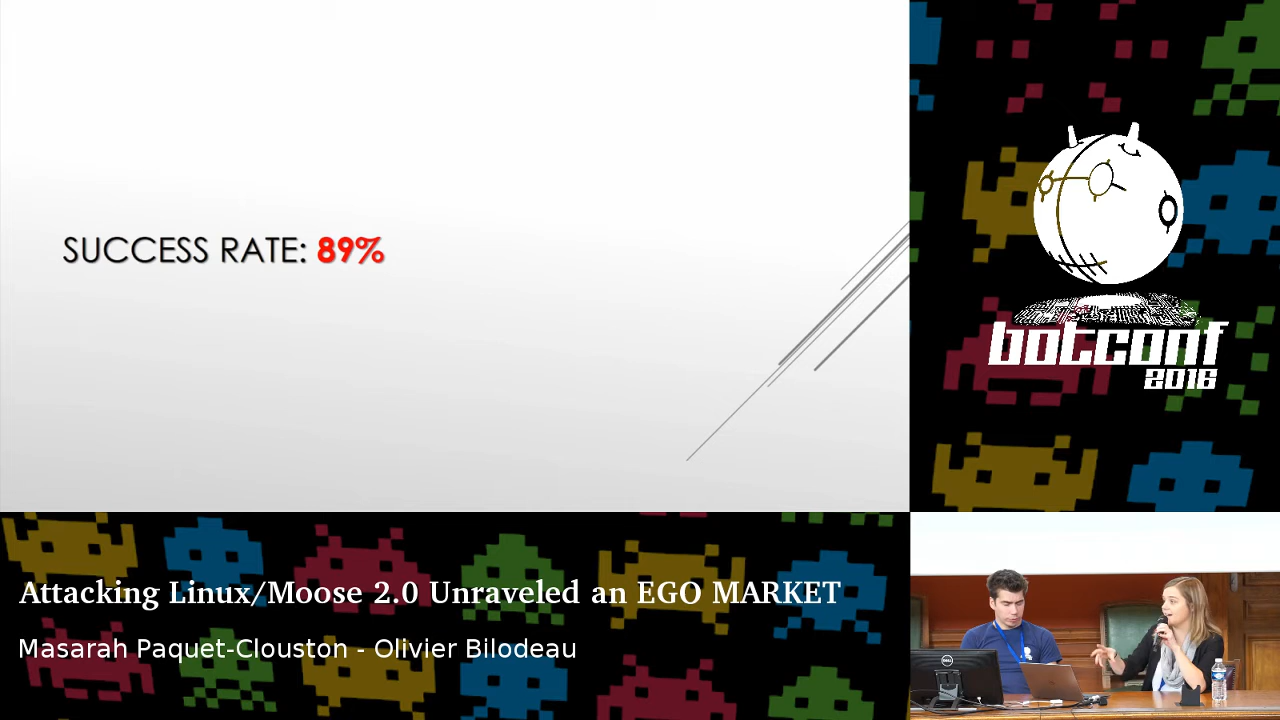 SUCCESS RATE: 89%
botconf
2016
Attacking Linux/Moose 2.0 Unraveled an EGO MARKET
Masarah Paquet-Clouston - Olivier Bilodeau
DELL